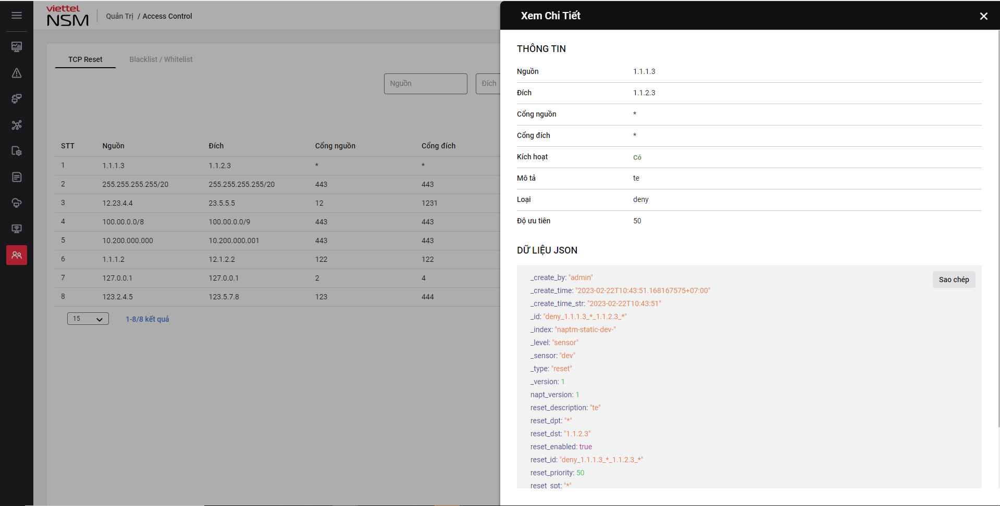 viettel
NSM
Quản Trị / Access Control
TCP Reset
Blacklist / Whitelist
Nguồn
Đích
STT Nguồn Đích Cổng nguồn Cổng đích
1 1.1.1.3 1.1.2.3 * *
2 255.255.255.255/20 255.255.255.255/20 443 443
3 12.23.4.4 23.5.5.5 12 1231
4 100.00.0.0/8 100.00.0.0/9 443 443
5 10.200.000.000 10.200.000.001 443 443
6 1.1.1.2 12.1.2.2 122 122
7 127.0.0.1 127.0.0.1 2 4
8 123.2.4.5 123.5.7.8 123 444
15
1-8/8 kết quả
Xem Chi Tiết
THÔNG TIN
Nguồn 1.1.1.3
Đích 1.1.2.3
Cổng nguồn *
Cổng đích *
Kích hoạt Có
Mô tả te
Loại deny
Độ ưu tiên 50
DỮ LIỆU JSON
Sao chép
_create_by: "admin"
_create_time: "2023-02-22T10:43:51.168167575+07:00"
_create_time_str: "2023-02-22T10:43:51"
_id: "deny_1.1.1.3_*_1.1.2.3_*"
_index: "naptm-static-dev-"
_level: "sensor"
_sensor: "dev"
_type: "reset"
_version: 1
napt_version: 1
reset_description: "te"
reset_dpt: "*"
reset_dst: "1.1.2.3"
reset_enabled: true
reset_id: "deny_1.1.1.3_*_1.1.2.3_*"
reset_priority: 50
reset_spt: "*"